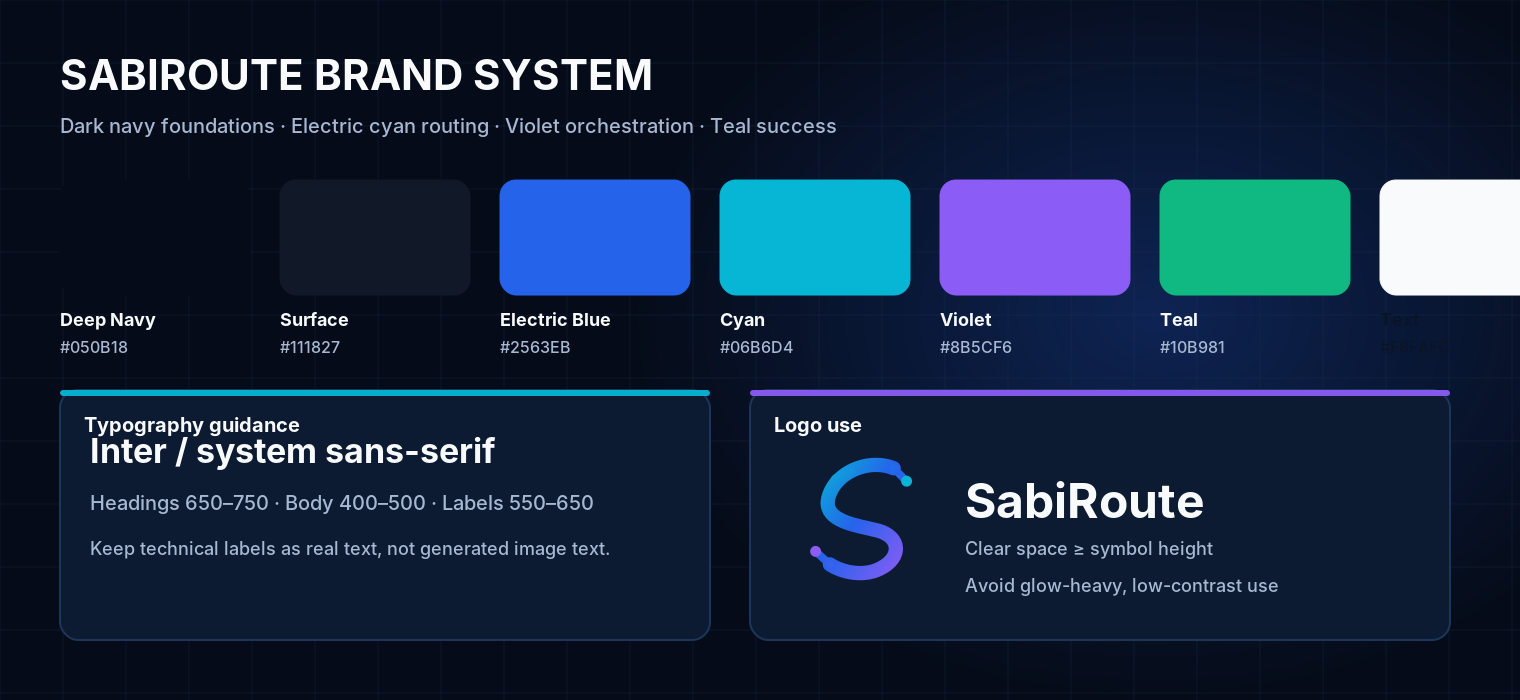 SABIROUTE BRAND SYSTEM
Dark navy foundations · Electric cyan routing · Violet orchestration · Teal success
Deep Navy
#050B18
Surface
#111827
Electric Blue
#2563EB
Cyan
#06B6D4
Violet
#8B5CF6
Teal
#10B981
Text
Typography guidance
Inter / system sans-serif
Headings 650–750 · Body 400–500 · Labels 550–650
Keep technical labels as real text, not generated image text.
Logo use
SabiRoute
Clear space ≥ symbol height
Avoid glow-heavy, low-contrast use